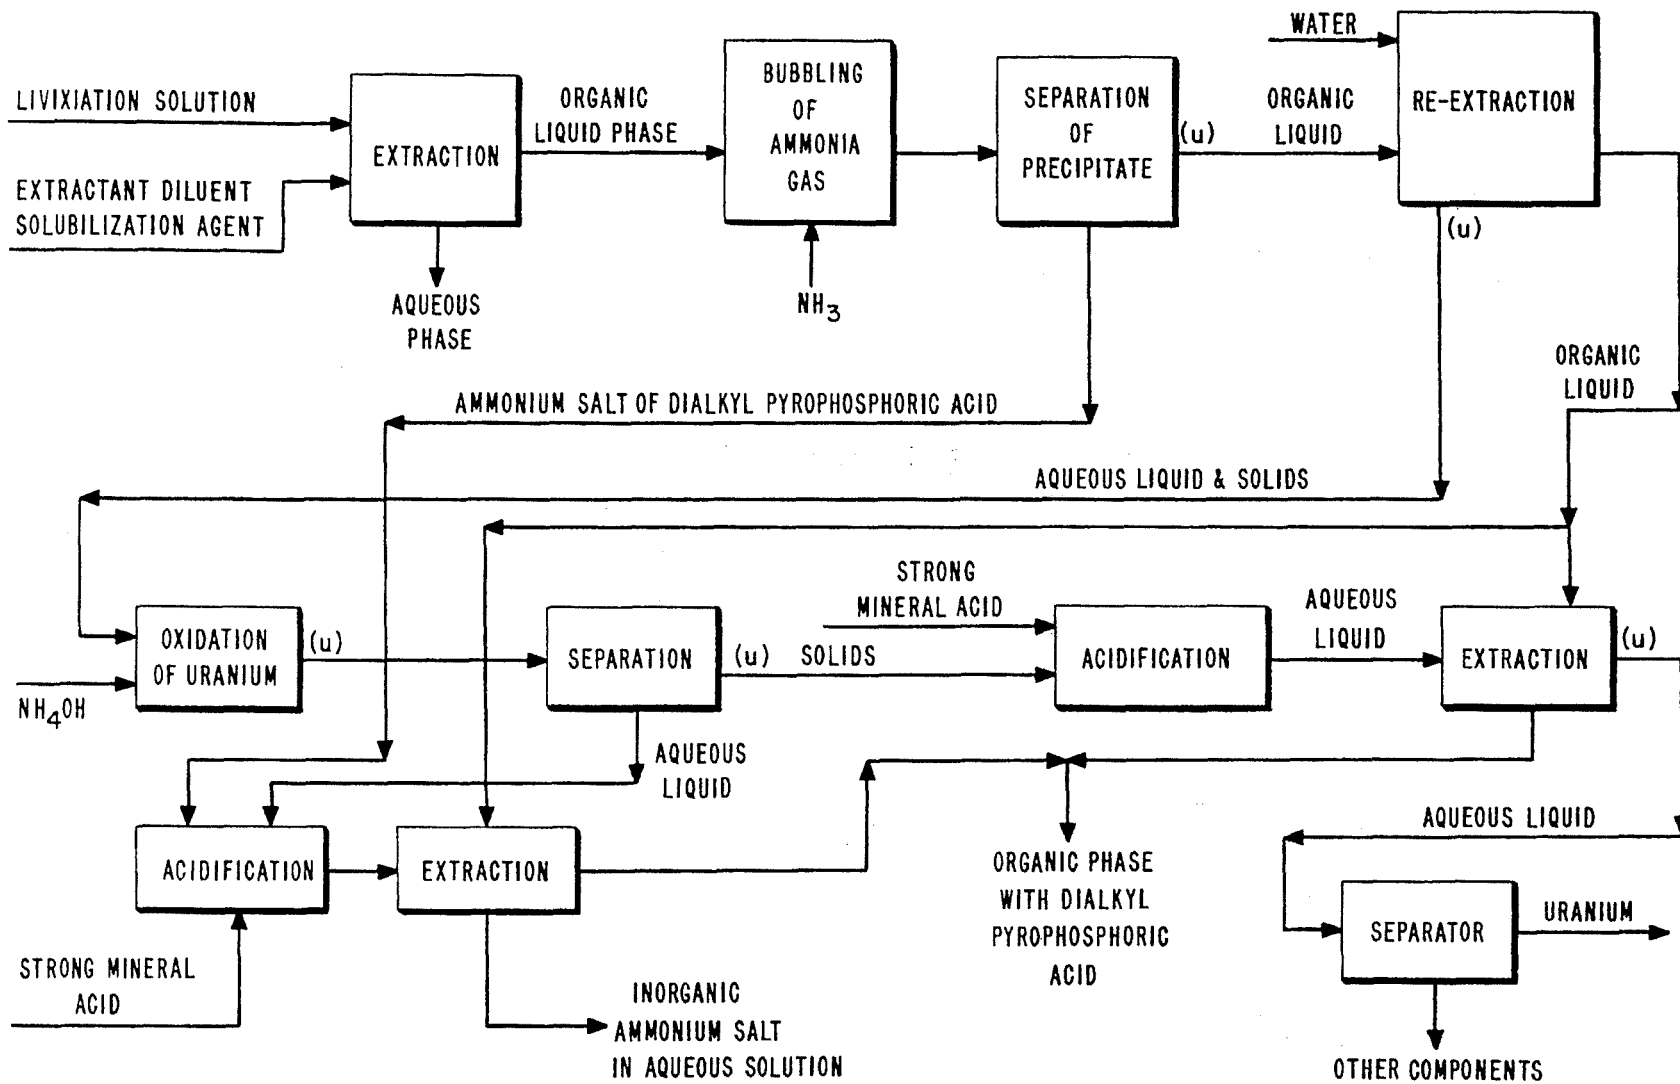 LIVIXIATION SOLUTION
EXTRACTANT DILUENT
SOLUBILIZATION AGENT
EXTRACTION
AQUEOUS
PHASE
ORGANIC
LIQUID PHASE
BUBBLING
OF
AMMONIA
GAS
NH3
SEPARATION
OF
PRECIPITATE
(u)
ORGANIC
LIQUID
WATER
RE-EXTRACTION
(u)
ORGANIC
LIQUID
AMMONIUM SALT OF DIALKYL PYROPHOSPHORIC ACID
AQUEOUS LIQUID & SOLIDS
OXIDATION
OF URANIUM
NH4OH
(u)
SEPARATION
(u) SOLIDS
STRONG
MINERAL ACID
ACIDIFICATION
AQUEOUS
LIQUID
EXTRACTION
(u)
AQUEOUS
LIQUID
ACIDIFICATION
STRONG MINERAL
ACID
EXTRACTION
INORGANIC
AMMONIUM SALT
IN AQUEOUS SOLUTION
ORGANIC PHASE
WITH DIALKYL
PYROPHOSPHORIC
ACID
AQUEOUS LIQUID
SEPARATOR
URANIUM
OTHER COMPONENTS